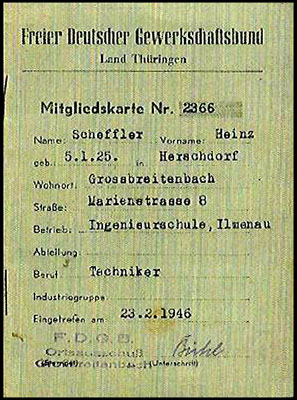 Freier Deutscher Gewerkschaftsbund
Land Thüringen
Mitgliedskarte Nr. 2366
Name: Scheffler Vorname: Heinz
geb.: 5.1.25. in Herschdorf
Wohnort: Grossbreitenbach
Straße: Marienstrasse 8
Betrieb: Ingenieurschule, Ilmenau
Abteilung:
Beruf Techniker
Industriegruppe:
Eingetreten am: 23.2.1946
F.D.G.B.
Ortsausschuß
Großbreitenbach
(Unterschrift)